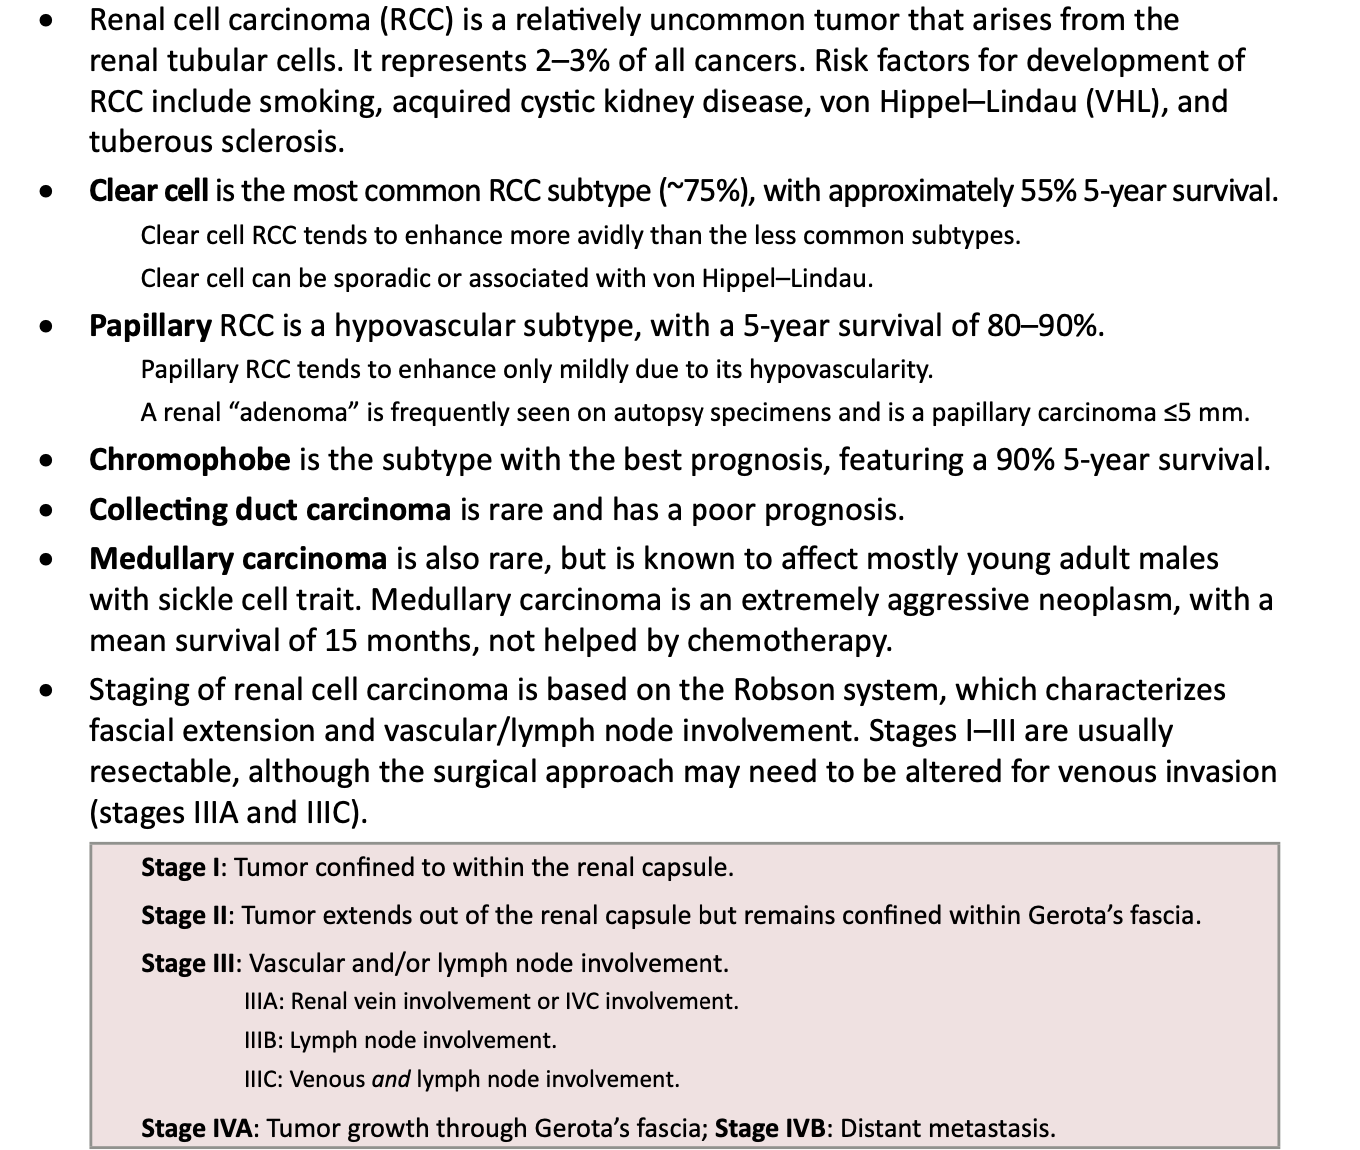 • Renal cell carcinoma (RCC) is a relatively uncommon tumor that arises from the
renal tubular cells. It represents 2–3% of all cancers. Risk factors for development of
RCC include smoking, acquired cystic kidney disease, von Hippel–Lindau (VHL), and
tuberous sclerosis.
• Clear cell is the most common RCC subtype (~75%), with approximately 55% 5-year survival.
Clear cell RCC tends to enhance more avidly than the less common subtypes.
Clear cell can be sporadic or associated with von Hippel–Lindau.
• Papillary RCC is a hypovascular subtype, with a 5-year survival of 80–90%.
Papillary RCC tends to enhance only mildly due to its hypovascularity.
A renal “adenoma” is frequently seen on autopsy specimens and is a papillary carcinoma ≤5 mm.
• Chromophobe is the subtype with the best prognosis, featuring a 90% 5-year survival.
• Collecting duct carcinoma is rare and has a poor prognosis.
• Medullary carcinoma is also rare, but is known to affect mostly young adult males
with sickle cell trait. Medullary carcinoma is an extremely aggressive neoplasm, with a
mean survival of 15 months, not helped by chemotherapy.
• Staging of renal cell carcinoma is based on the Robson system, which characterizes
fascial extension and vascular/lymph node involvement. Stages I–III are usually
resectable, although the surgical approach may need to be altered for venous invasion
(stages IIIA and IIIC).
Stage I: Tumor confined to within the renal capsule.
Stage II: Tumor extends out of the renal capsule but remains confined within Gerota’s fascia.
Stage III: Vascular and/or lymph node involvement.
IIIA: Renal vein involvement or IVC involvement.
IIIB: Lymph node involvement.
IIIC: Venous and lymph node involvement.
Stage IVA: Tumor growth through Gerota’s fascia; Stage IVB: Distant metastasis.